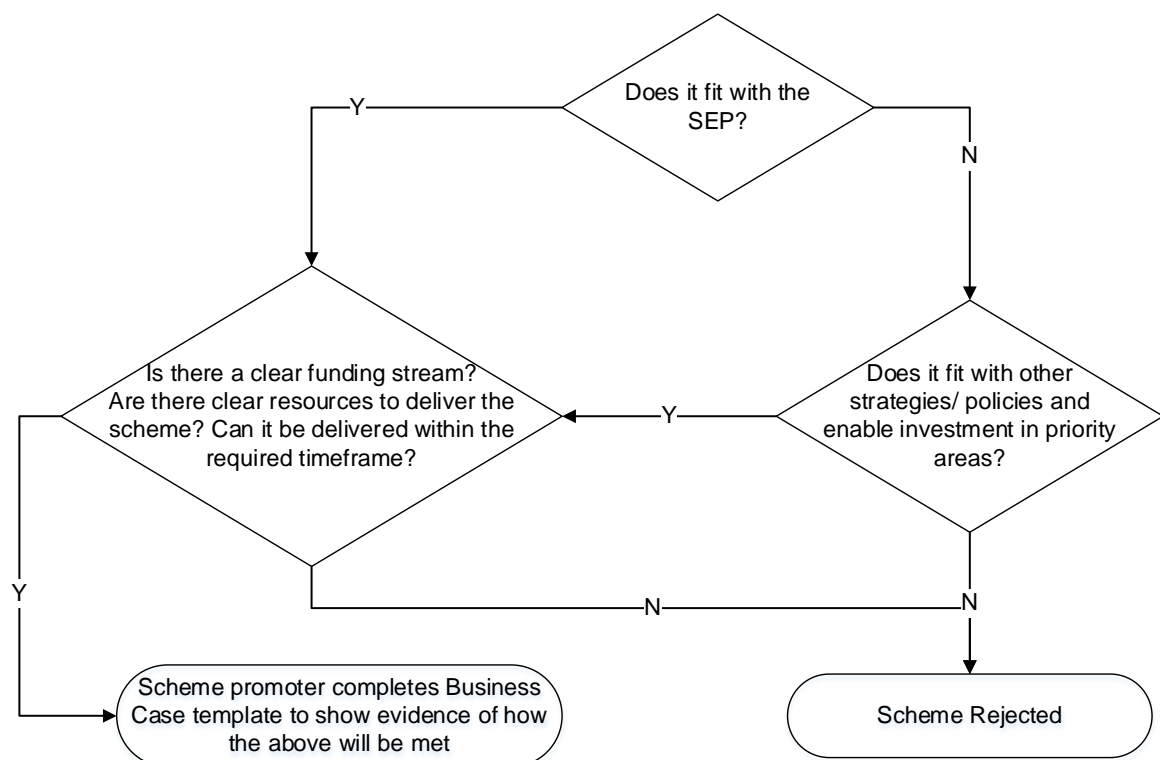 Does it fit with the
SEP?
Y
N
Is there a clear funding stream?
Are there clear resources to deliver the
scheme? Can it be delivered within the
required timeframe?
Y
Does it fit with other
strategies/ policies and
enable investment in priority
areas?
Y
N
N
Scheme promoter completes Business
Case template to show evidence of how
the above will be met
Scheme Rejected